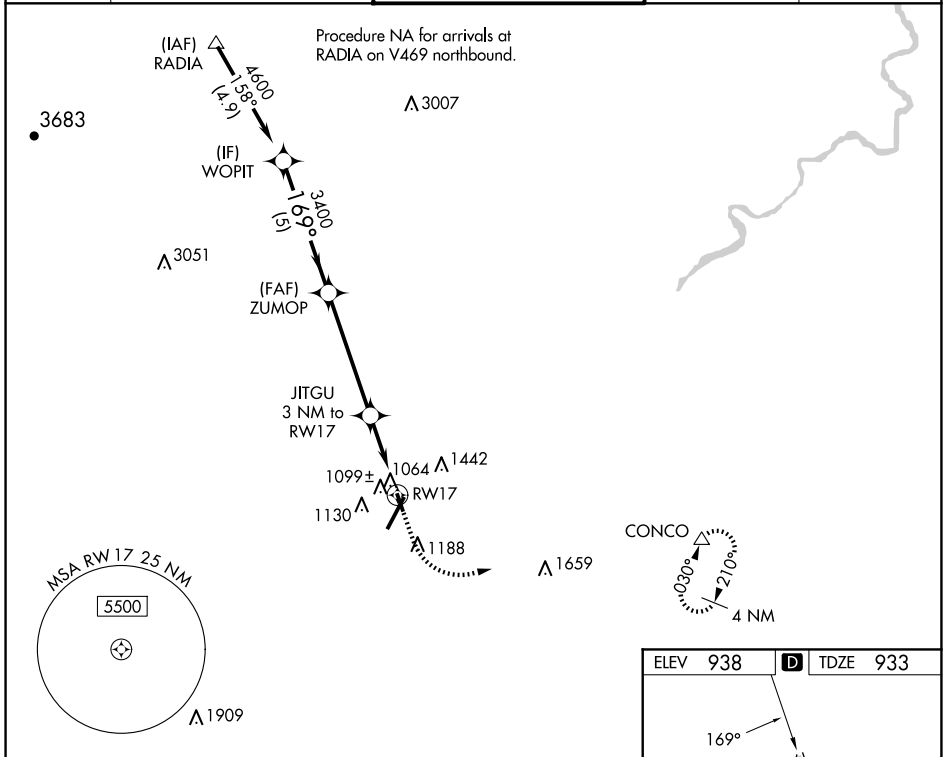 (IAF)
RADIA
Procedure NA for arrivals at
RADIA on V469 northbound.
4600
158°
(4.9)
3007
3683
(IF)
WOPIT
3400
169°
(5)
3051
(FAF)
ZUMOP
JITGU
3 NM to
RW17
1099±
1064
1442
RW17
1130
1188
1659
CONCO
030°
210°
4 NM
MSA RW 17 25 NM
5500
1909
ELEV 938 D TDZE 933
169°